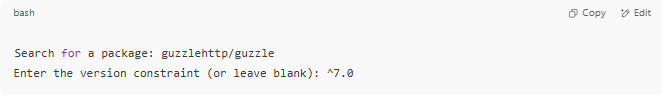 bash
Copy
Edit
Search for a package: guzzlehttp/guzzle
Enter the version constraint (or leave blank): ^7.0